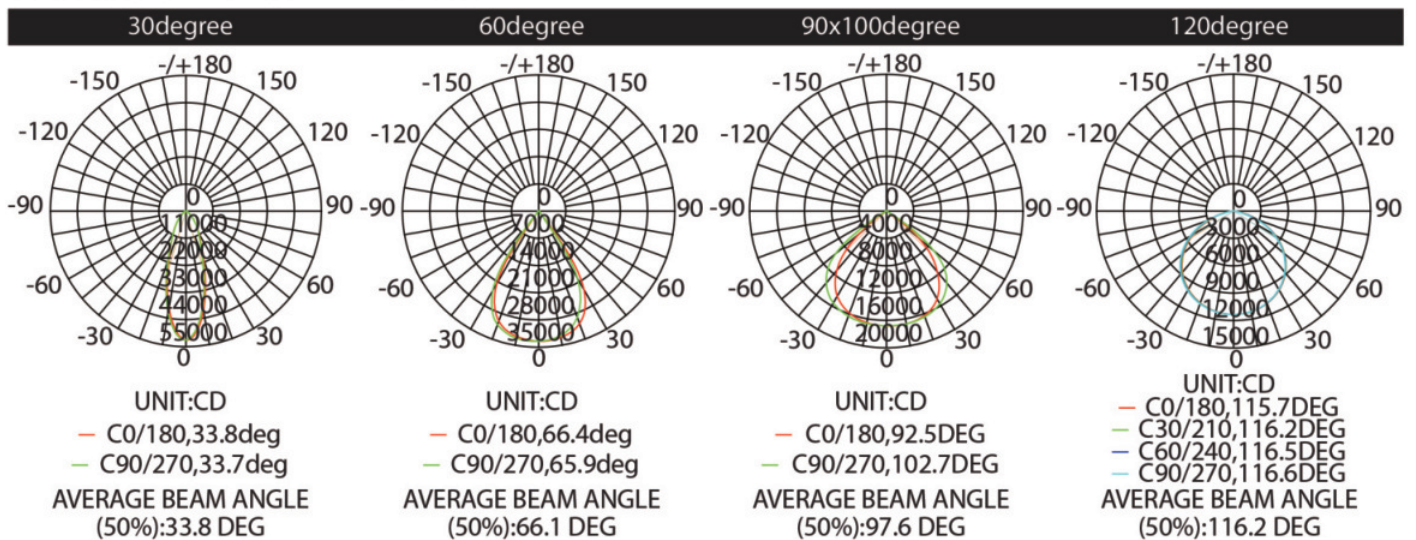 30degree
-/+180
-150
150
-120
120
-90
90
-60
60
-30
30
0
0
11000
22000
33000
44000
55000
UNIT:CD
C0/180,33.8deg
C90/270,33.7deg
AVERAGE BEAM ANGLE
(50%):33.8 DEG
60degree
-/+180
-150
150
-120
120
-90
90
-60
60
-30
30
0
0
7000
14000
21000
28000
35000
UNIT:CD
C0/180,66.4deg
C90/270,65.9deg
AVERAGE BEAM ANGLE
(50%):66.1 DEG
90x100degree
-/+180
-150
150
-120
120
-90
90
-60
60
-30
30
0
0
4000
8000
12000
16000
20000
UNIT:CD
C0/180,92.5DEG
C90/270,102.7DEG
AVERAGE BEAM ANGLE
(50%):97.6 DEG
120degree
-/+180
-150
150
-120
120
-90
90
-60
60
-30
30
0
0
3000
6000
9000
12000
15000
UNIT:CD
C0/180,115.7DEG
C30/210,116.2DEG
C60/240,116.5DEG
C90/270,116.6DEG
AVERAGE BEAM ANGLE
(50%):116.2 DEG